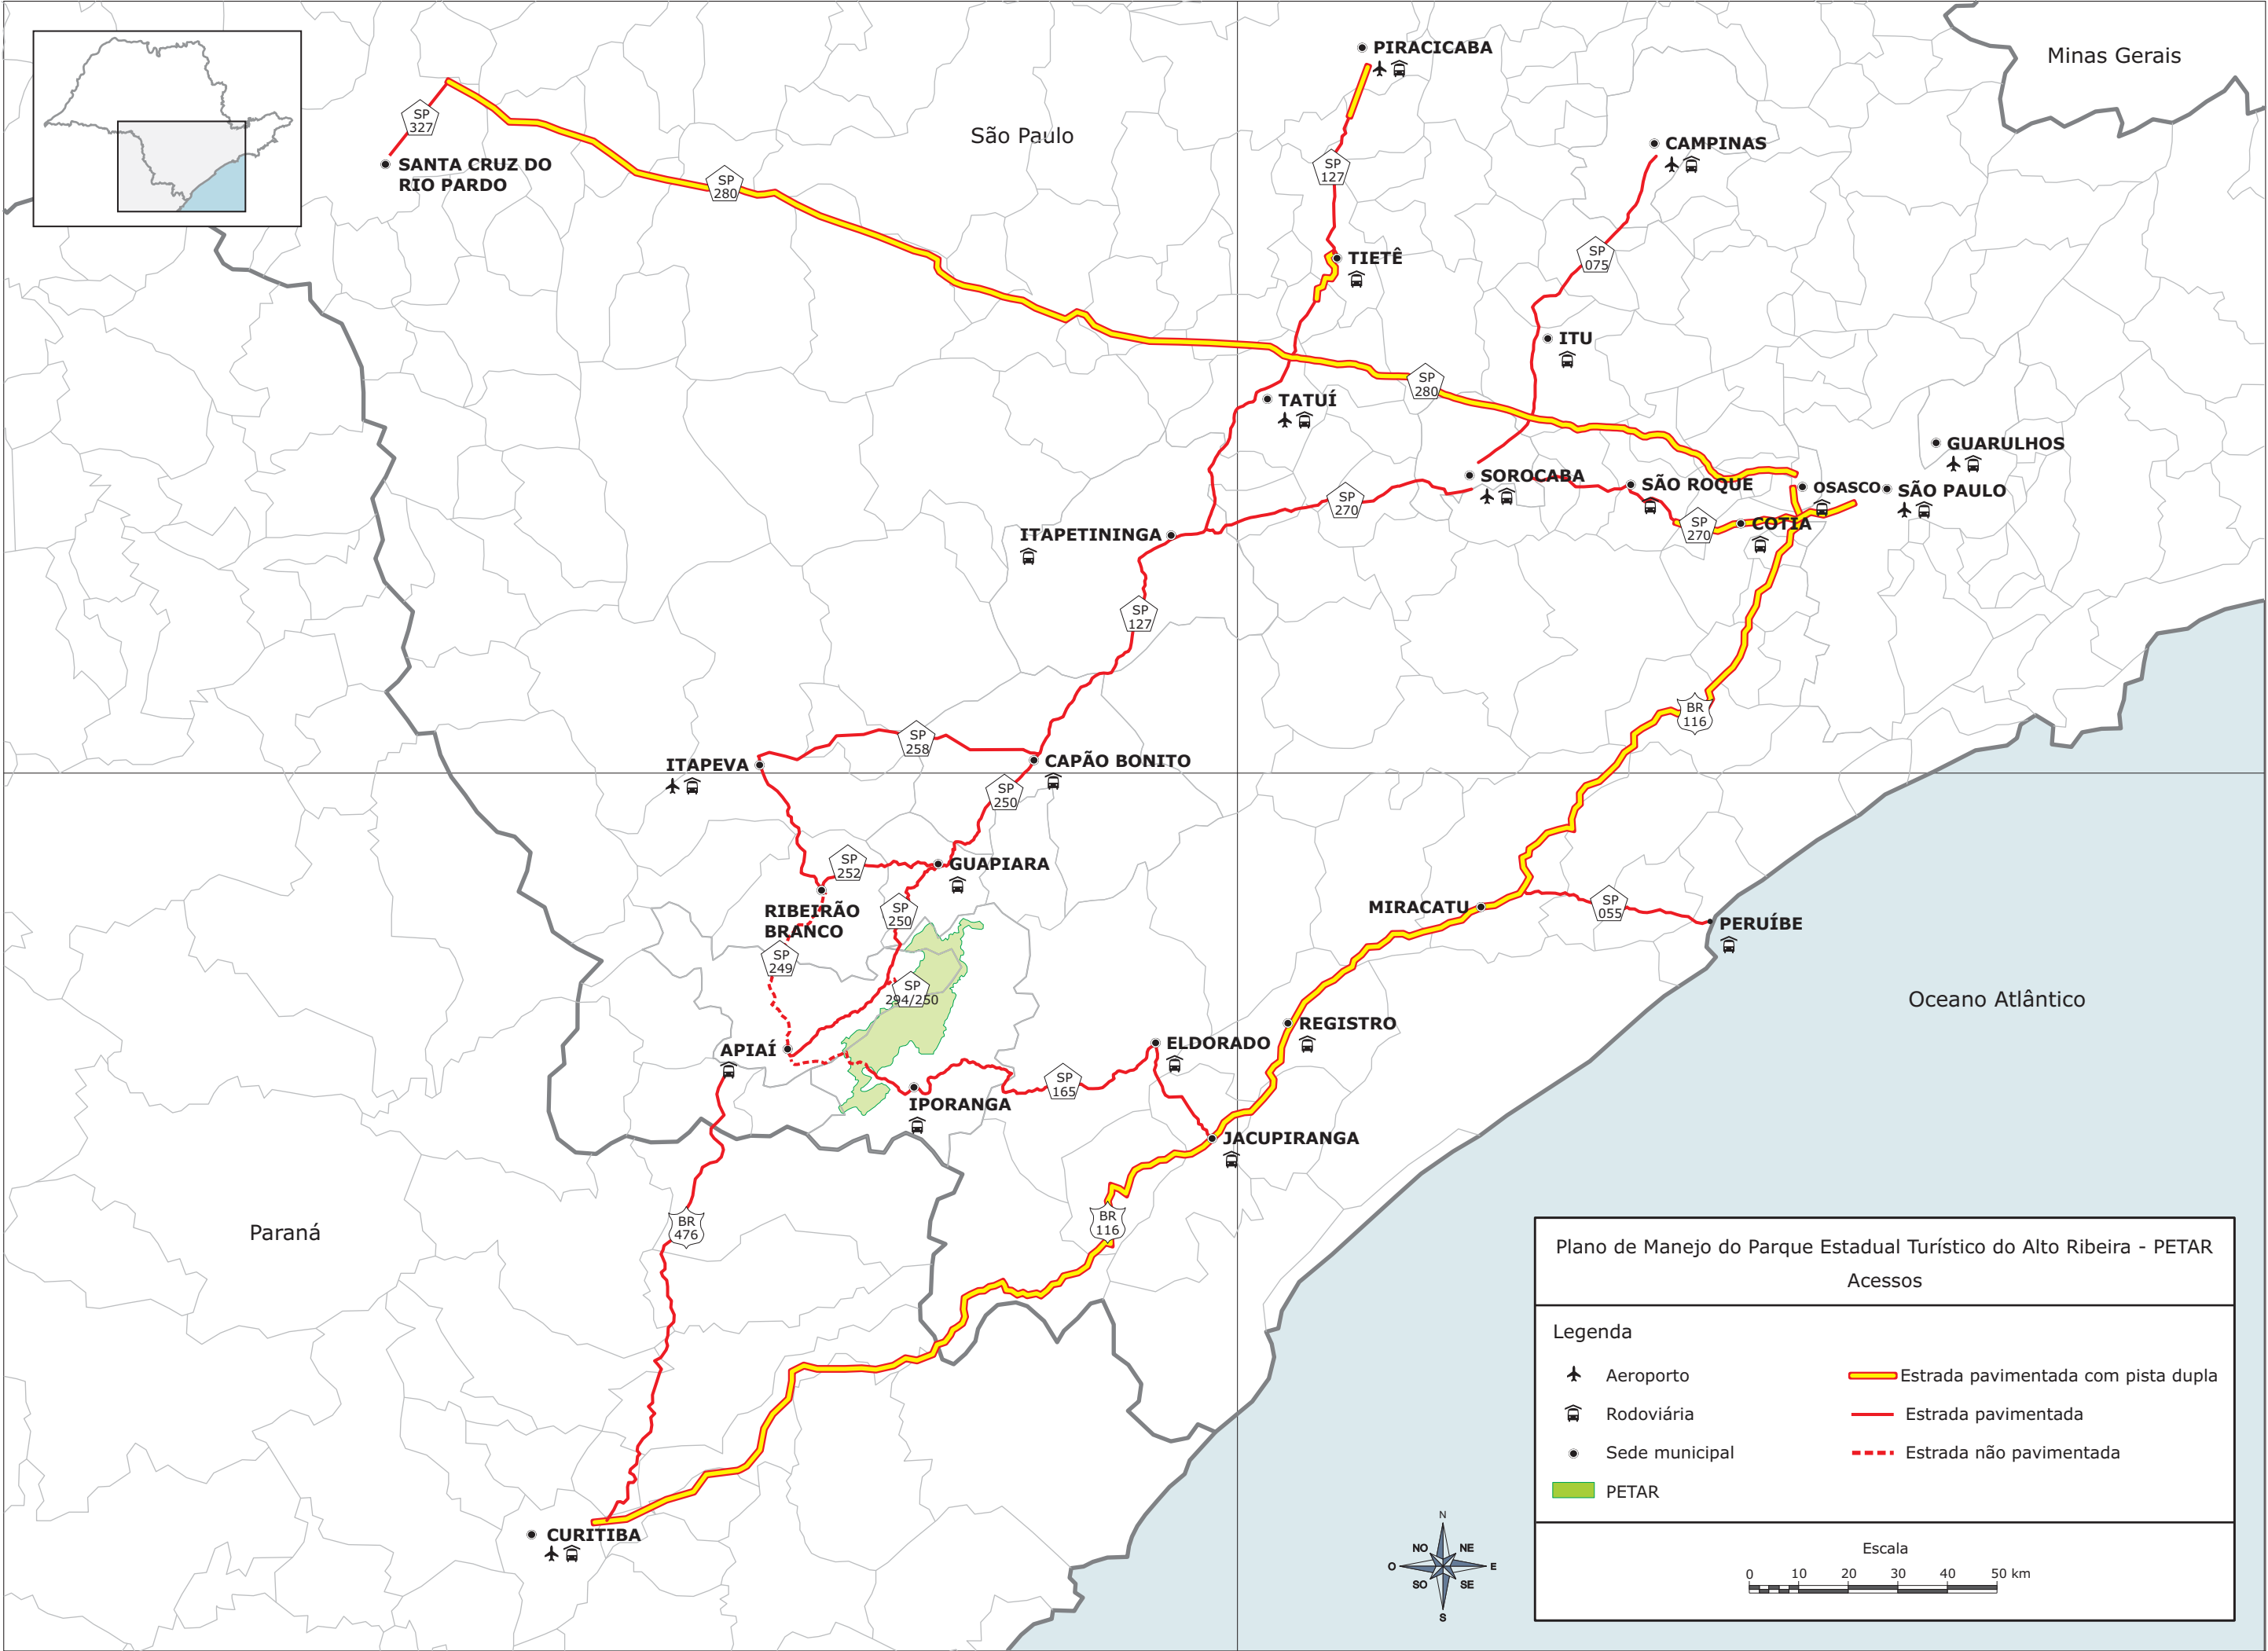 Minas Gerais
PIRACICABA
São Paulo
SP
327
SANTA CRUZ DO
RIO PARDO
SP
280
SP
127
CAMPINAS
SP
075
TIETÊ
ITU
SP
280
TATUÍ
GUARULHOS
SOROCABA
SÃO ROQUE
OSASCO
SÃO PAULO
SP
270
SP
270
COTIA
ITAPETININGA
SP
127
BR
116
SP
258
ITAPEVA
CAPÃO BONITO
SP
250
SP
252
GUAPIARA
RIBEIRÃO
BRANCO
SP
250
MIRACATU
SP
055
PERUÍBE
SP
249
SP
294/250
Oceano Atlântico
REGISTRO
APIAÍ
ELDORADO
SP
165
IPORANGA
JACUPIRANGA
BR
116
BR
476
Paraná
CURITIBA
Plano de Manejo do Parque Estadual Turístico do Alto Ribeira - PETAR
Acessos
Legenda
Aeroporto
Estrada pavimentada com pista dupla
Rodoviária
Estrada pavimentada
Sede municipal
Estrada não pavimentada
PETAR
Escala
0 10 20 30 40 50 km
N
NO NE
O E
SO SE
S